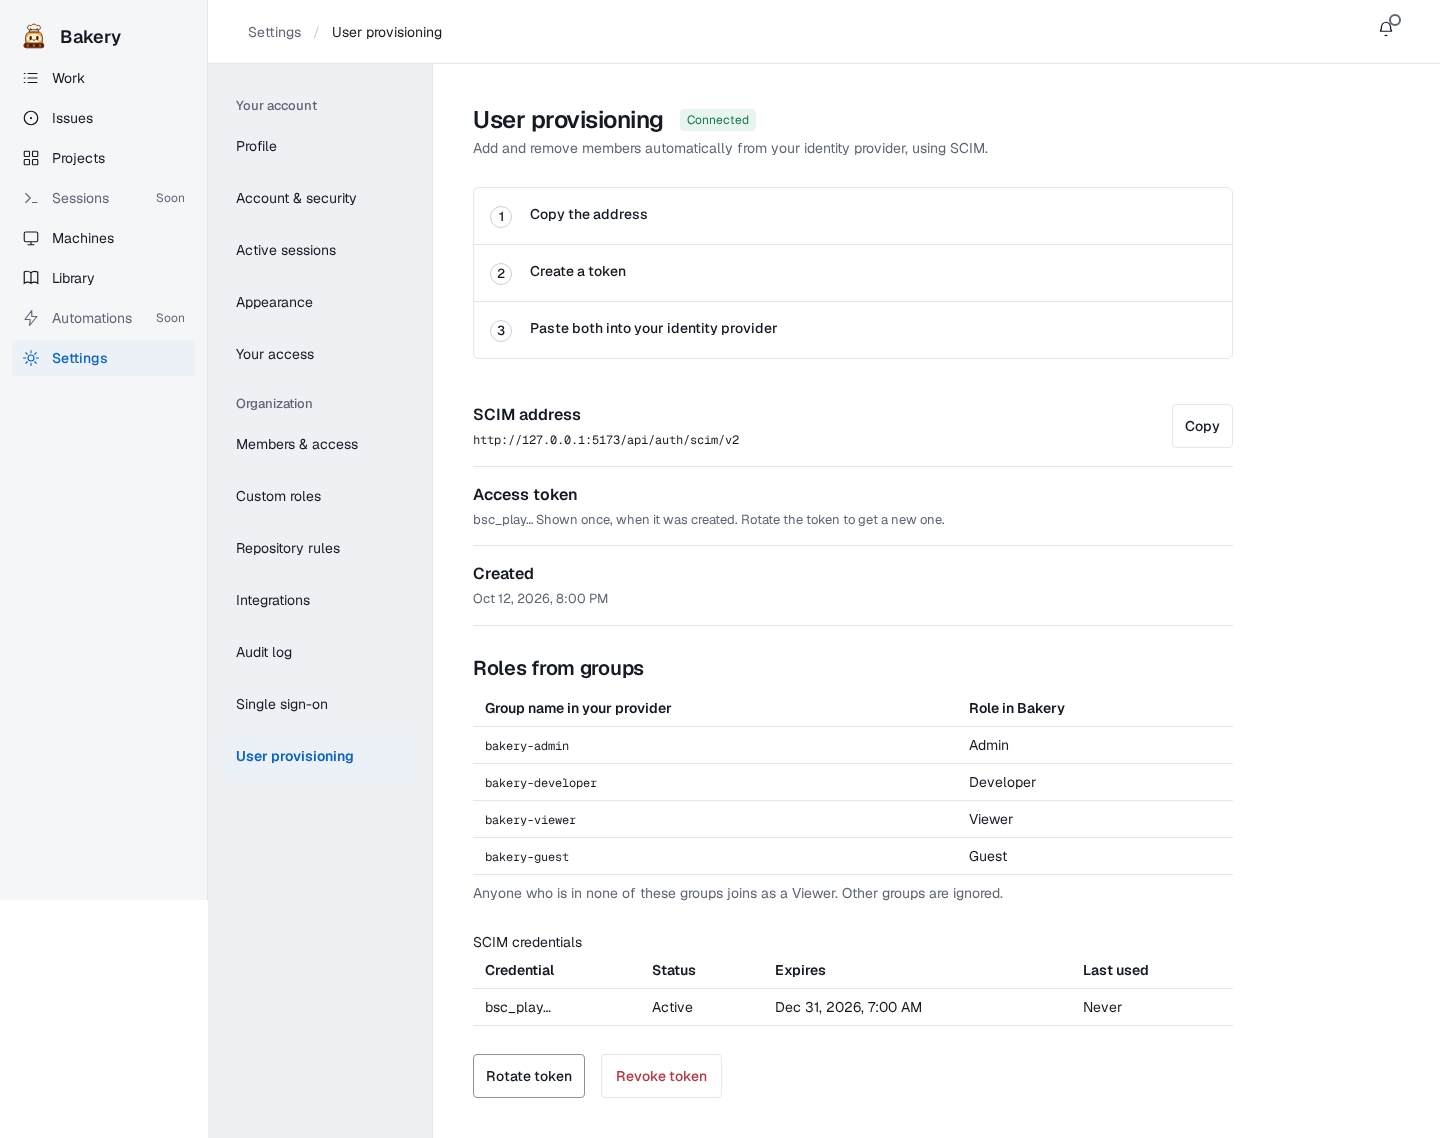 Bakery
Work
Issues
Projects
Sessions Soon
Machines
Library
Automations Soon
Settings
Settings / User provisioning
Your account
Profile
Account & security
Active sessions
Appearance
Your access
Organization
Members & access
Custom roles
Repository rules
Integrations
Audit log
Single sign-on
User provisioning
User provisioning Connected
Add and remove members automatically from your identity provider, using SCIM.
1 Copy the address
2 Create a token
3 Paste both into your identity provider
SCIM address
http://127.0.0.1:5173/api/auth/scim/v2
Copy
Access token
bsc_play… Shown once, when it was created. Rotate the token to get a new one.
Created
Oct 12, 2026, 8:00 PM
Roles from groups
Group name in your provider Role in Bakery
bakery-admin Admin
bakery-developer Developer
bakery-viewer Viewer
bakery-guest Guest
Anyone who is in none of these groups joins as a Viewer. Other groups are ignored.
SCIM credentials
Credential Status Expires Last used
bsc_play… Active Dec 31, 2026, 7:00 AM Never
Rotate token Revoke token